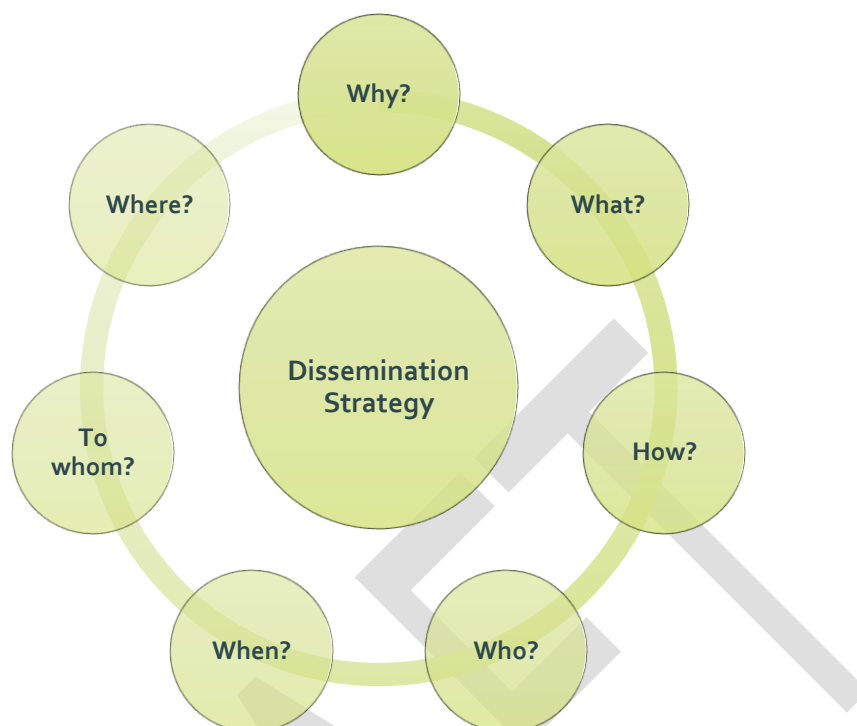 Why?
What?
How?
Who?
When?
To
whom?
Where?
Dissemination
Strategy